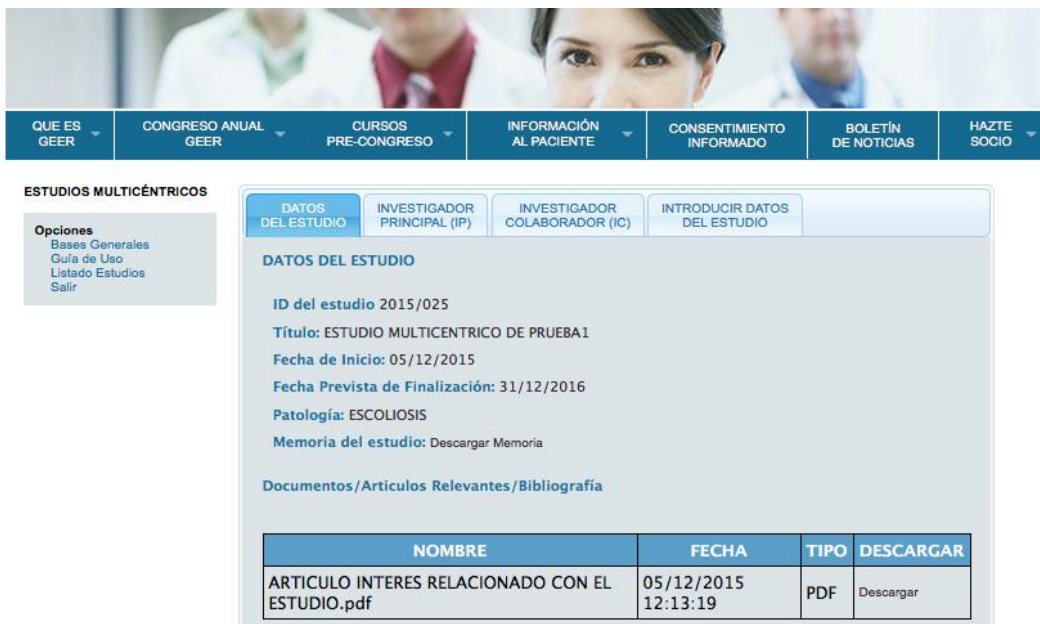 QUE ES
GEER
CONGRESO ANUAL
GEER
CURSOS
PRE-CONGRESO
INFORMACIÓN
AL PACIENTE
CONSENTIMIENTO
INFORMADO
BOLETÍN
DE NOTICIAS
HAZTE
SOCIO
ESTUDIOS MULTICÉNTRICOS
Opciones
Bases Generales
Guía de Uso
Listado Estudios
Salir
DATOS
DEL ESTUDIO
INVESTIGADOR
PRINCIPAL (IP)
INVESTIGADOR
COLABORADOR (IC)
INTRODUCIR DATOS
DEL ESTUDIO
DATOS DEL ESTUDIO
ID del estudio 2015/025
Título: ESTUDIO MULTICENTRICO DE PRUEBA1
Fecha de Inicio: 05/12/2015
Fecha Prevista de Finalización: 31/12/2016
Patología: ESCOLIOSIS
Memoria del estudio: Descargar Memoria
Documentos/Articulos Relevantes/Bibliografía
NOMBRE FECHA TIPO DESCARGAR
ARTICULO INTERES RELACIONADO CON EL
ESTUDIO.pdf
05/12/2015
12:13:19
PDF
Descargar